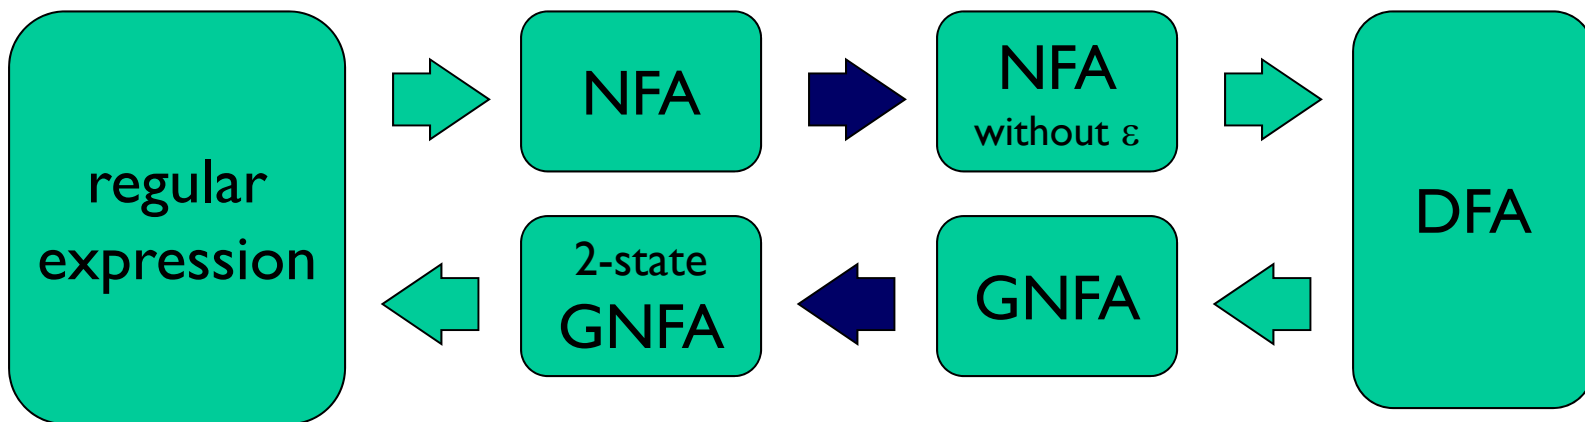 regular
expression
NFA
NFA
without ε
DFA
2-state
GNFA
GNFA